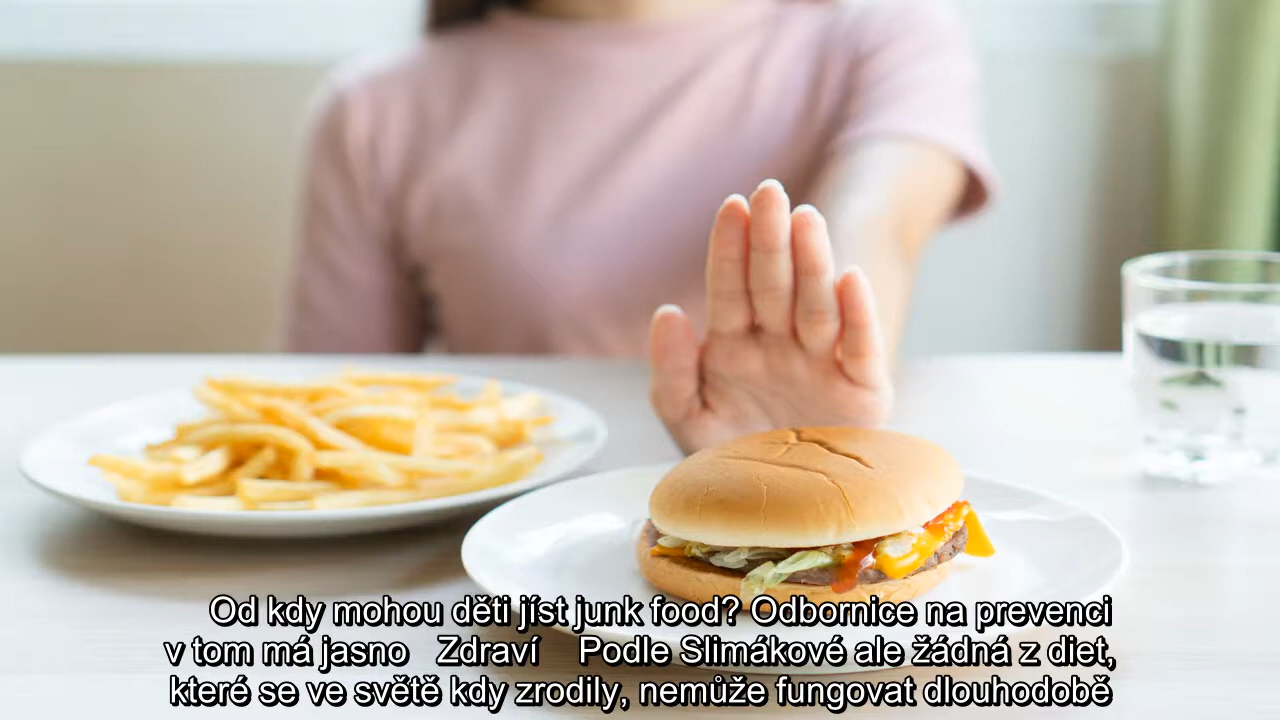 Od kdy mohou děti jíst junk food? Odbornice na prevenci
v tom má jasno Zdraví Podle Slimákové ale žádná z diet,
které se ve světě kdy zrodily, nemůže fungovat dlouhodobě